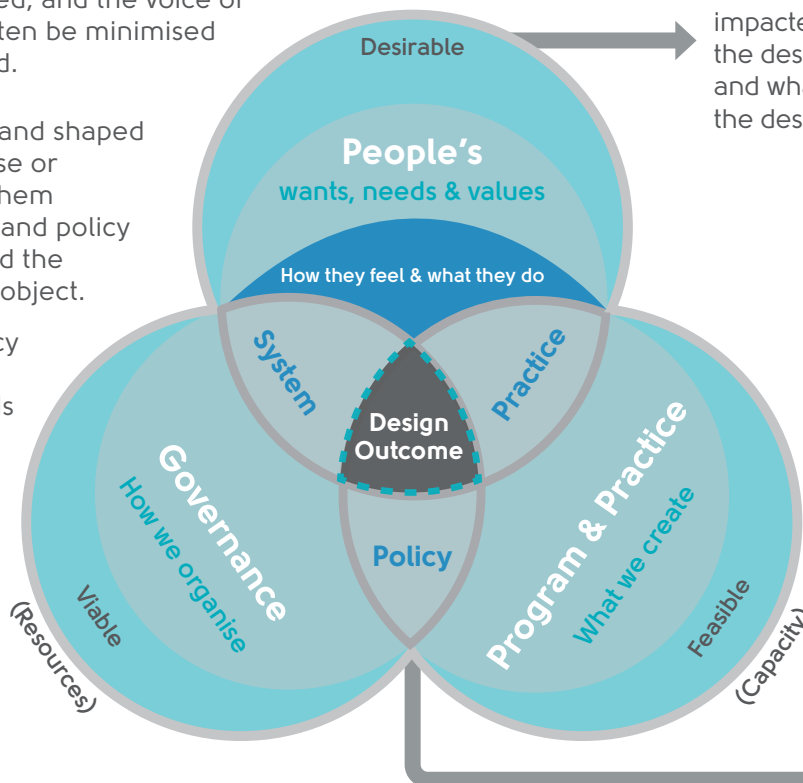 ed, and the voice of
ten be minimised
d.
and shaped
se or
hem
and policy
d the
object.
cy
ls
impacte
the des
and wha
the des
Desirable
People's
wants, needs & values
How they feel & what they do
System
Practice
Design
Outcome
Policy
Governance
How we organise
Viable
(Resources)
Program & Practice
What we create
Feasible
(Capacity)